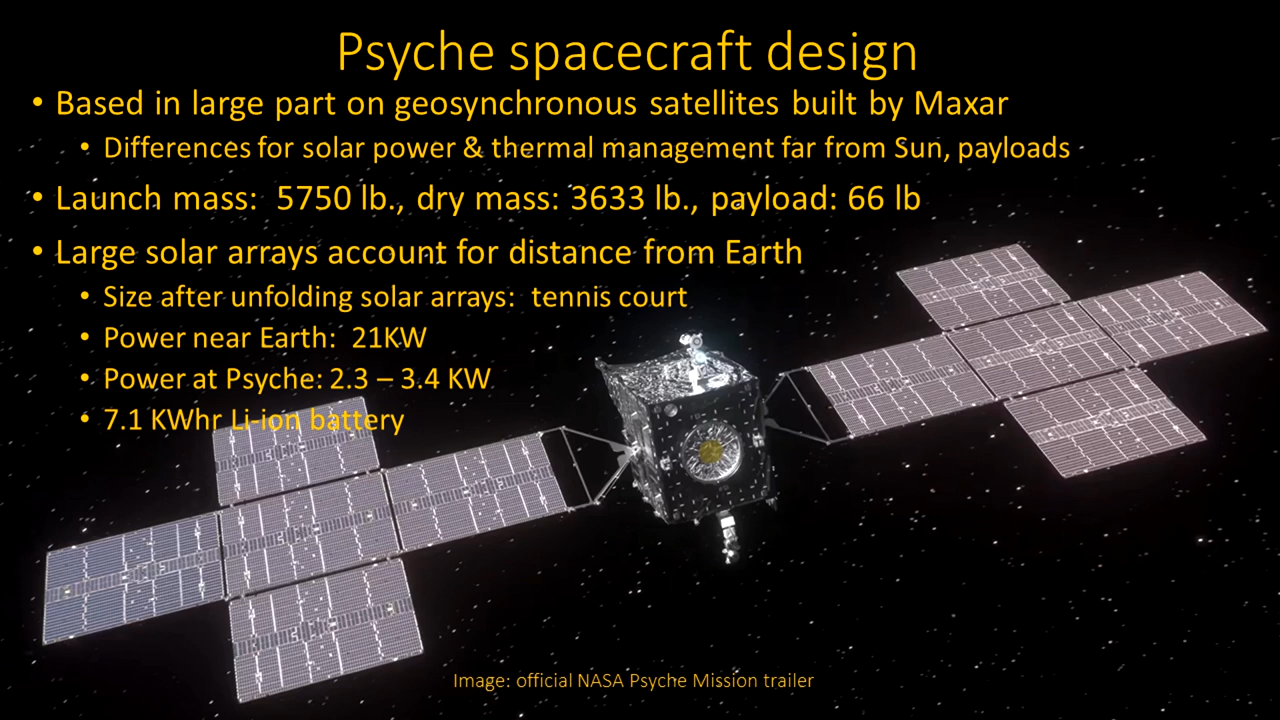 Psyche spacecraft design
• Based in large part on geosynchronous satellites built by Maxar
• Differences for solar power & thermal management far from Sun, payloads
• Launch mass:  5750 lb., dry mass: 3633 lb., payload: 66 lb
• Large solar arrays account for distance from Earth
• Size after unfolding solar arrays:  tennis court
• Power near Earth:  21KW
• Power at Psyche: 2.3 – 3.4 KW
• 7.1 KWhr Li-ion battery
Image: official NASA Psyche Mission trailer